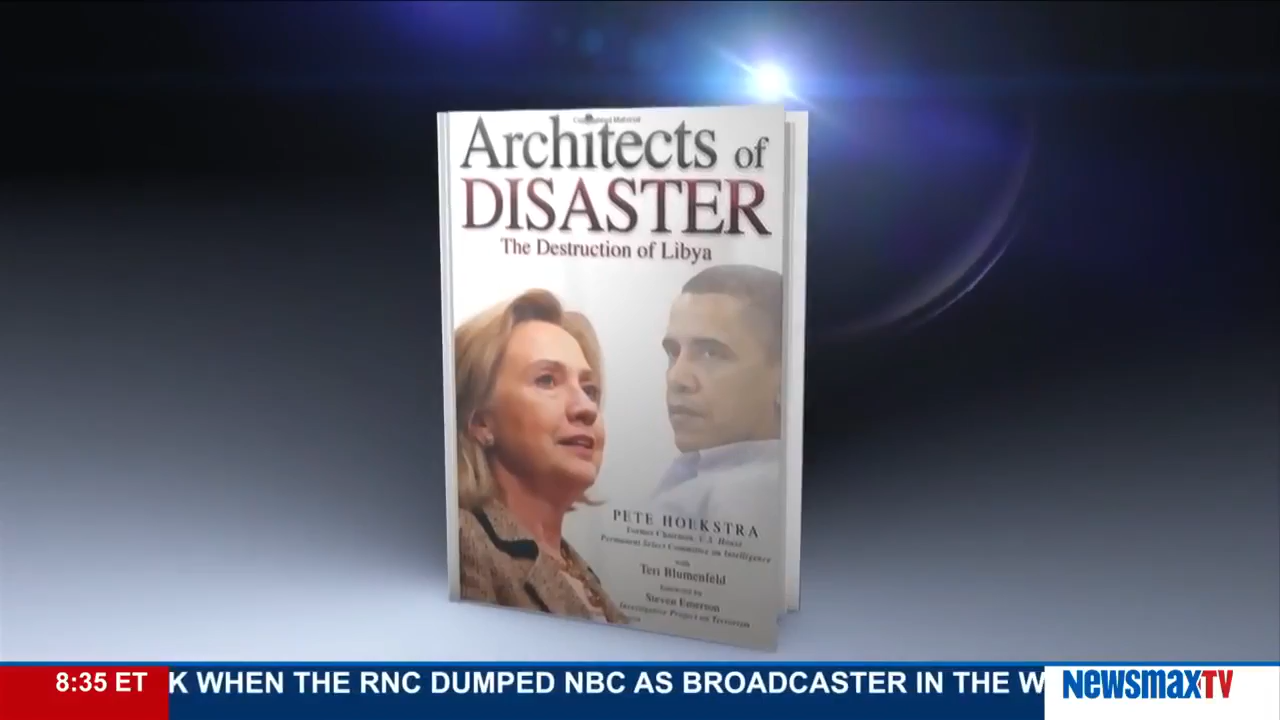 Architects of
DISASTER
The Destruction of Libya
PETE HOEKSTRA
Former Chairman, U.S. House
Permanent Select Committee on Intelligence
with
Teri Blumenfeld
foreword by
Steven Emerson
Investigative Project on Terrorism
8:35 ET
K WHEN THE RNC DUMPED NBC AS BROADCASTER IN THE W
NEWSMAXTV